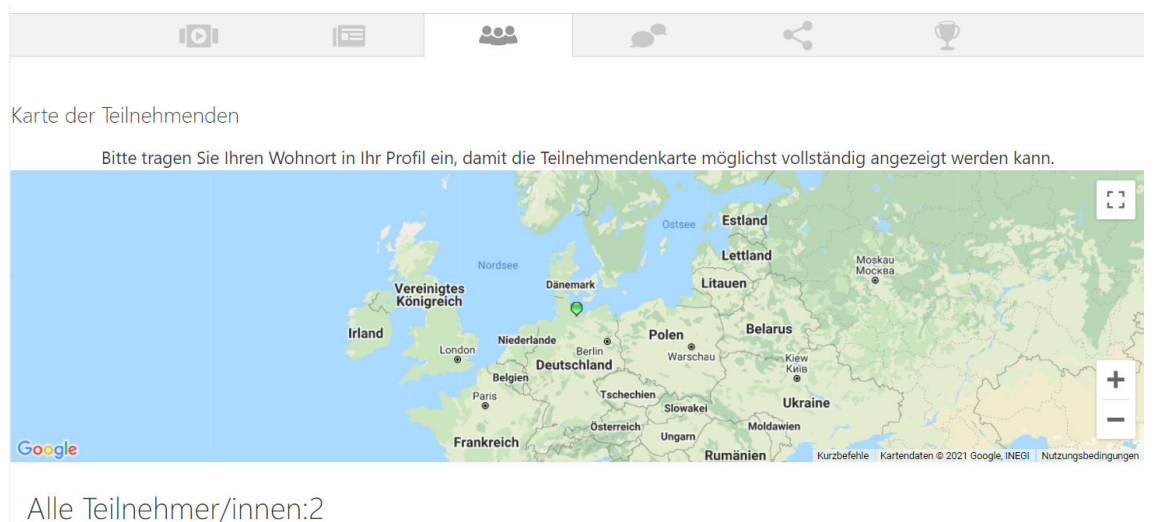 Karte der Teilnehmenden
Bitte tragen Sie Ihren Wohnort in Ihr Profil ein, damit die Teilnehmendenkarte möglichst vollständig angezeigt werden kann.
Ostsee
Estland
Nordsee
Lettland
Moskau
Москва
Vereinigtes
Königreich
Dänemark
Litauen
Irland
London
Niederlande
Berlin
Polen
Warschau
Belarus
Deutschland
Kiew
Київ
Belgien
Paris
Tschechien
Slowakei
Ukraine
Österreich
Ungarn
Moldawien
Frankreich
Rumänien
+
−
Google
Kurzbefehle
Kartendaten © 2021 Google, INEGI
Nutzungsbedingungen
Alle Teilnehmer/innen:2